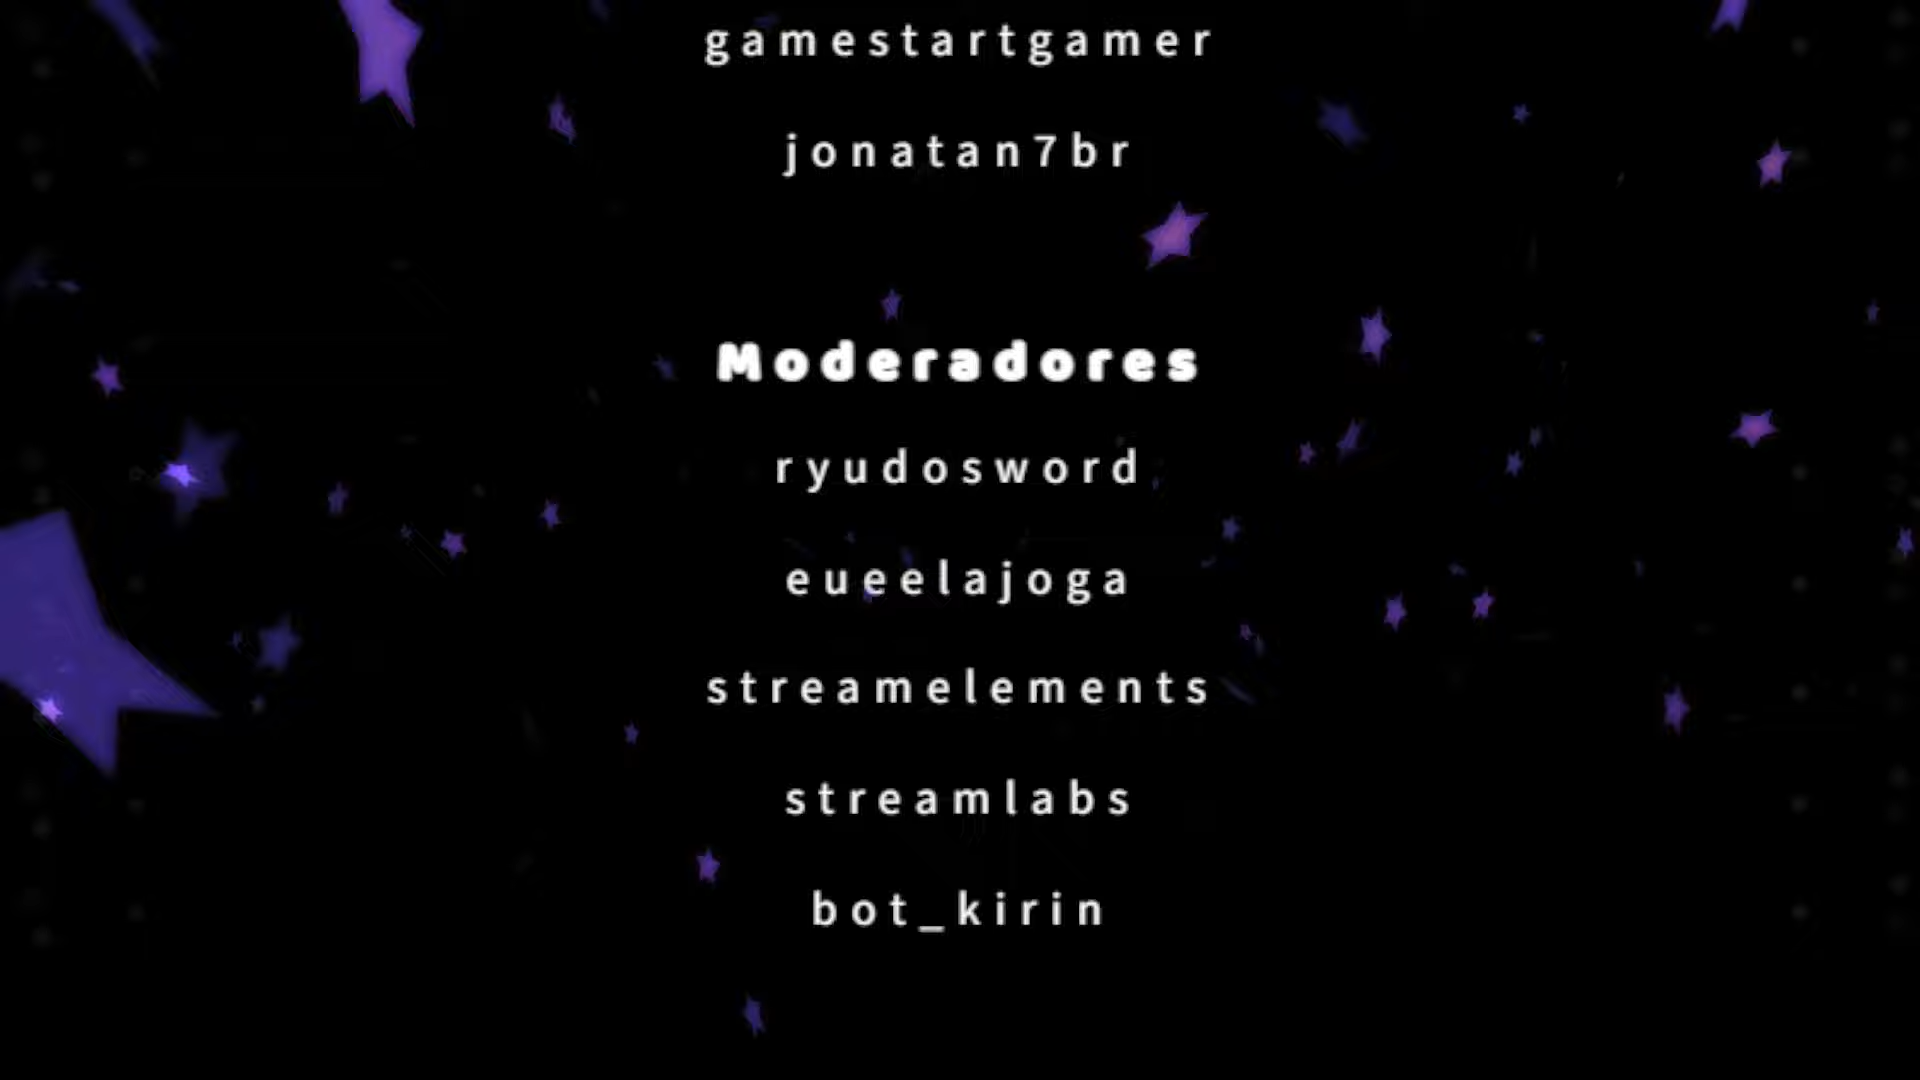 gamestartgamer
jonatan7br
Moderadores
ryudosword
eueelajoga
streamelements
streamlabs
bot_kirin